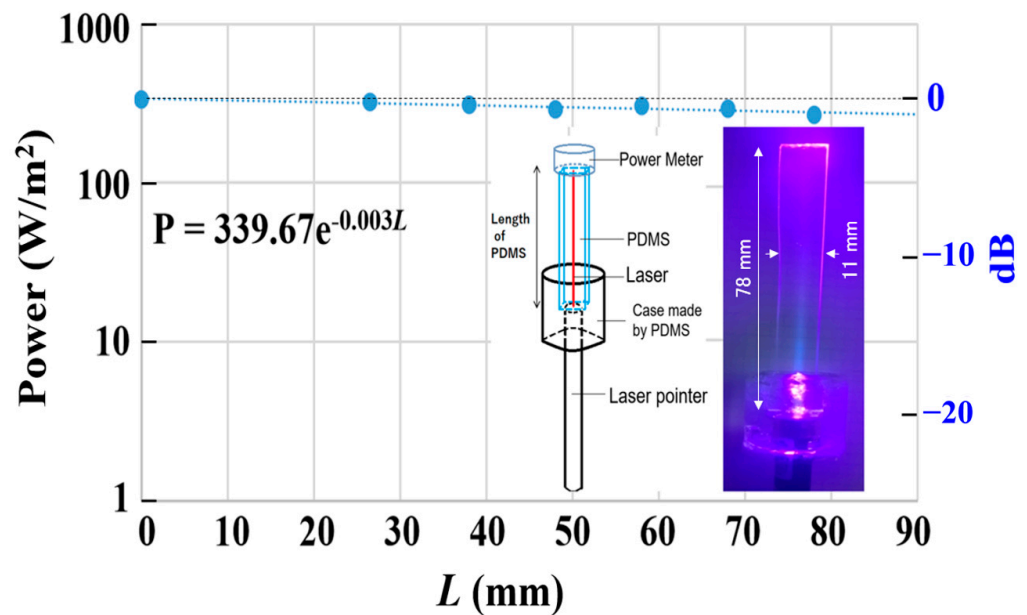 Power (W/m²)
1000
100
10
1
P = 339.67e^-0.003L
0
10
20
30
40
50
60
70
80
90
L (mm)
0
−10
−20
dB
Power Meter
Length
of
PDMS
PDMS
Laser
Case made
by PDMS
Laser pointer
78 mm
11 mm